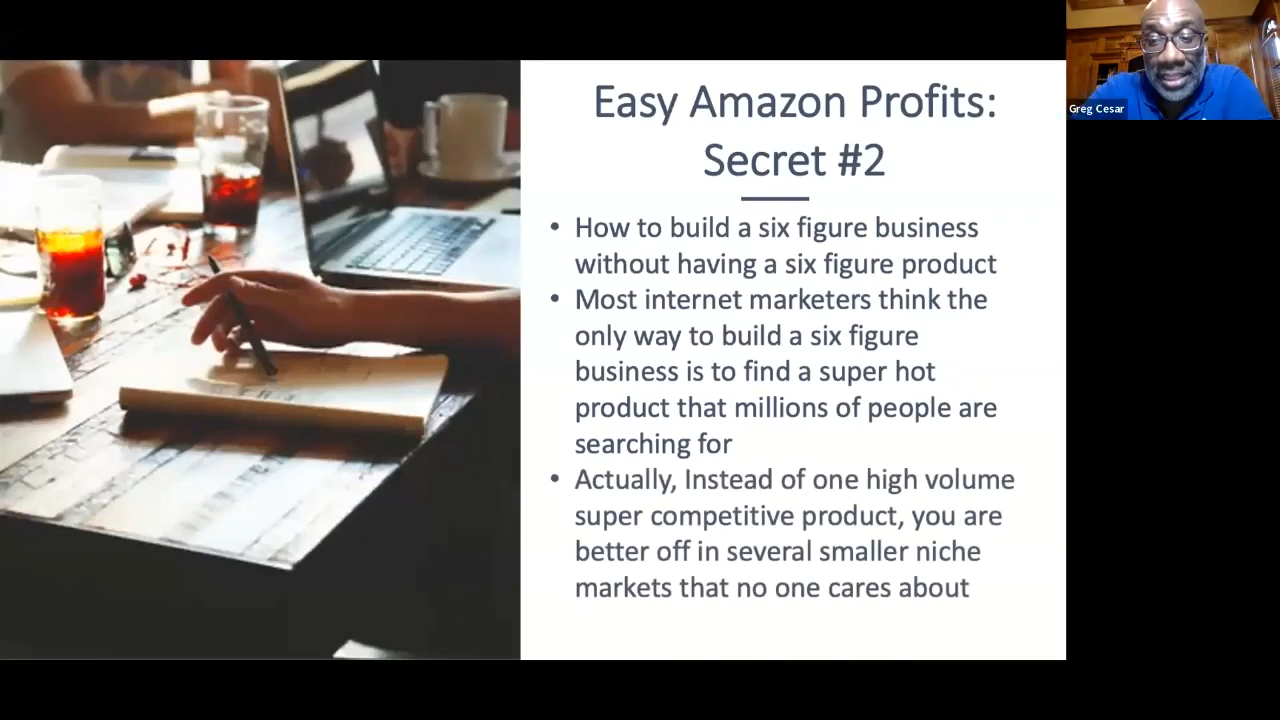 Easy Amazon Profits:
Secret #2
• How to build a six figure business
without having a six figure product
• Most internet marketers think the
only way to build a six figure
business is to find a super hot
product that millions of people are
searching for
• Actually, Instead of one high volume
super competitive product, you are
better off in several smaller niche
markets that no one cares about
Greg Cesar